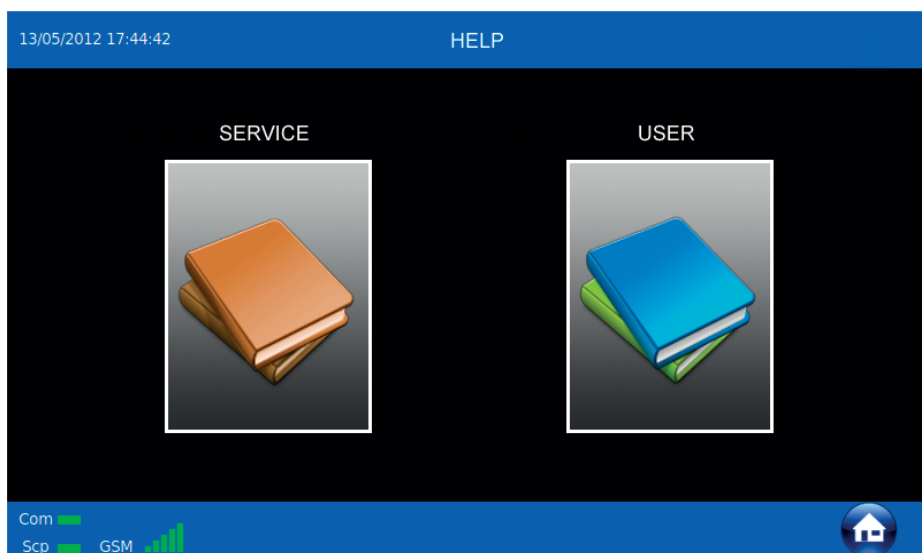 13/05/2012 17:44:42
HELP
SERVICE
USER
Com
Scp GSM